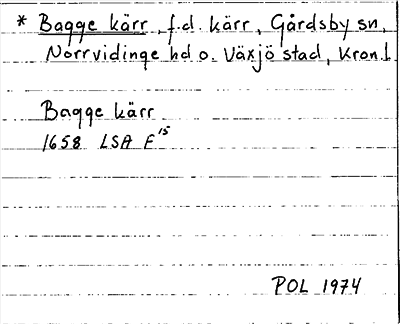 * Bagge kärr, f.d. kärr, Gårdsby sn,
Norrvidinge hd o. Växjö stad, Kron.l.
Bagge kärr
1658 LSA F¹⁵
POL 1974